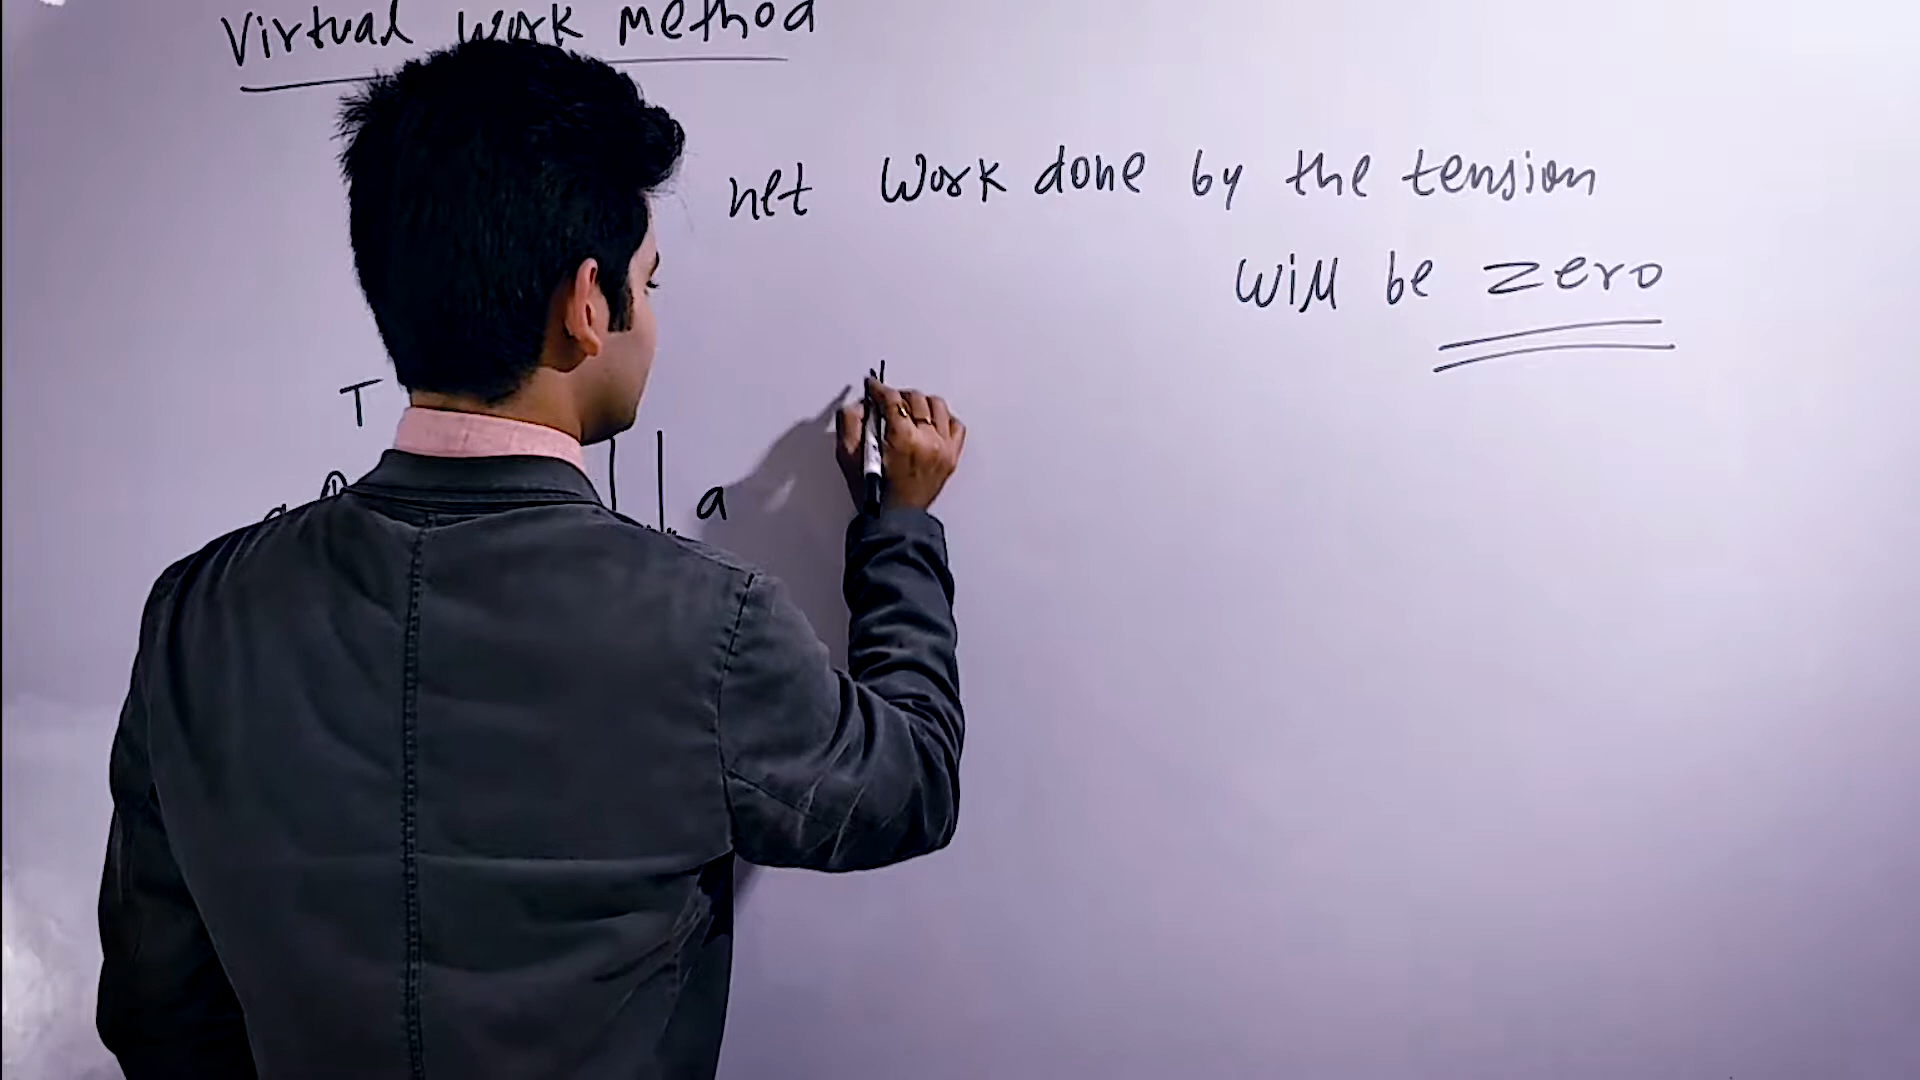 Virtual work method
net work done by the tension
will be zero
T
a